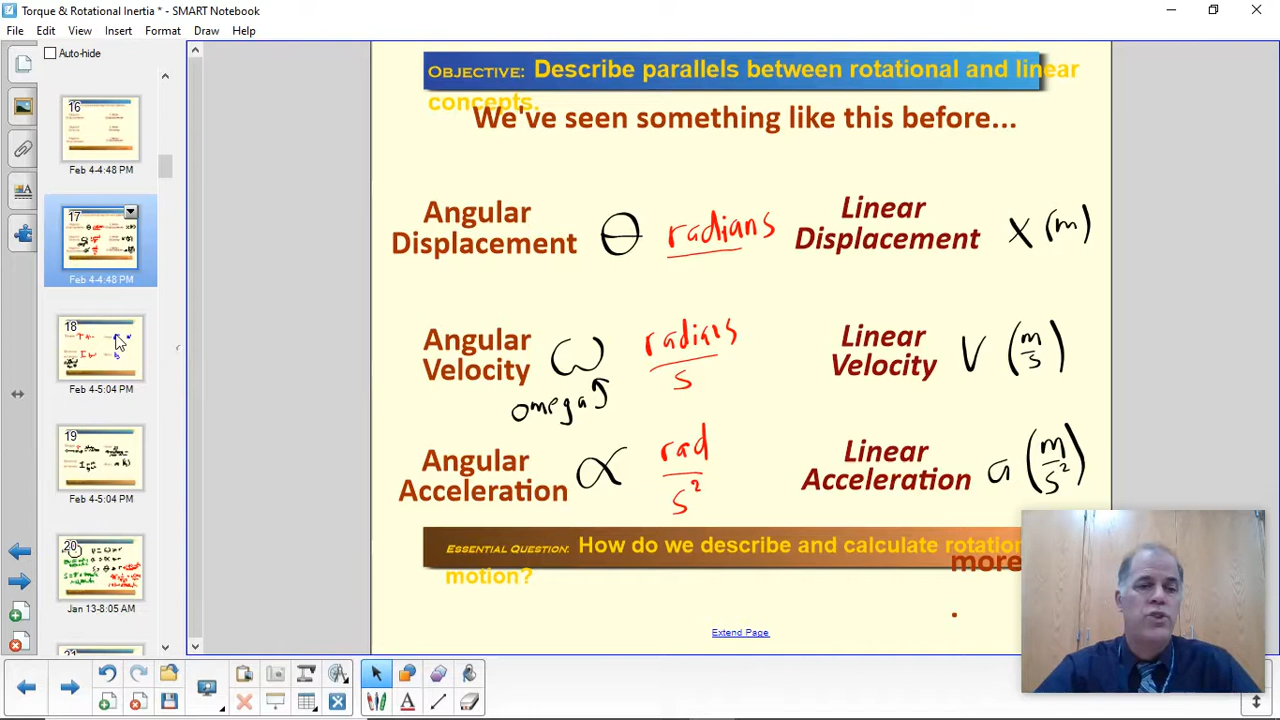 Torque & Rotational Inertia * - SMART Notebook
File Edit View Insert Format Draw Help
Auto-hide
16
Feb 4-4:48 PM
17
Feb 4-4:48 PM
18
Feb 4-5:04 PM
19
Feb 4-5:04 PM
20
Jan 13-8:05 AM
OBJECTIVE: Describe parallels between rotational and linear
concepts.
We've seen something like this before...
Angular
Displacement θ radians
Linear
Displacement x (m)
Angular
Velocity ω radians/s
omega
Linear
Velocity v (m/s)
Angular
Acceleration α rad/s²
Linear
Acceleration a (m/s²)
ESSENTIAL QUESTION: How do we describe and calculate rotation
motion?
more
.
Extend Page